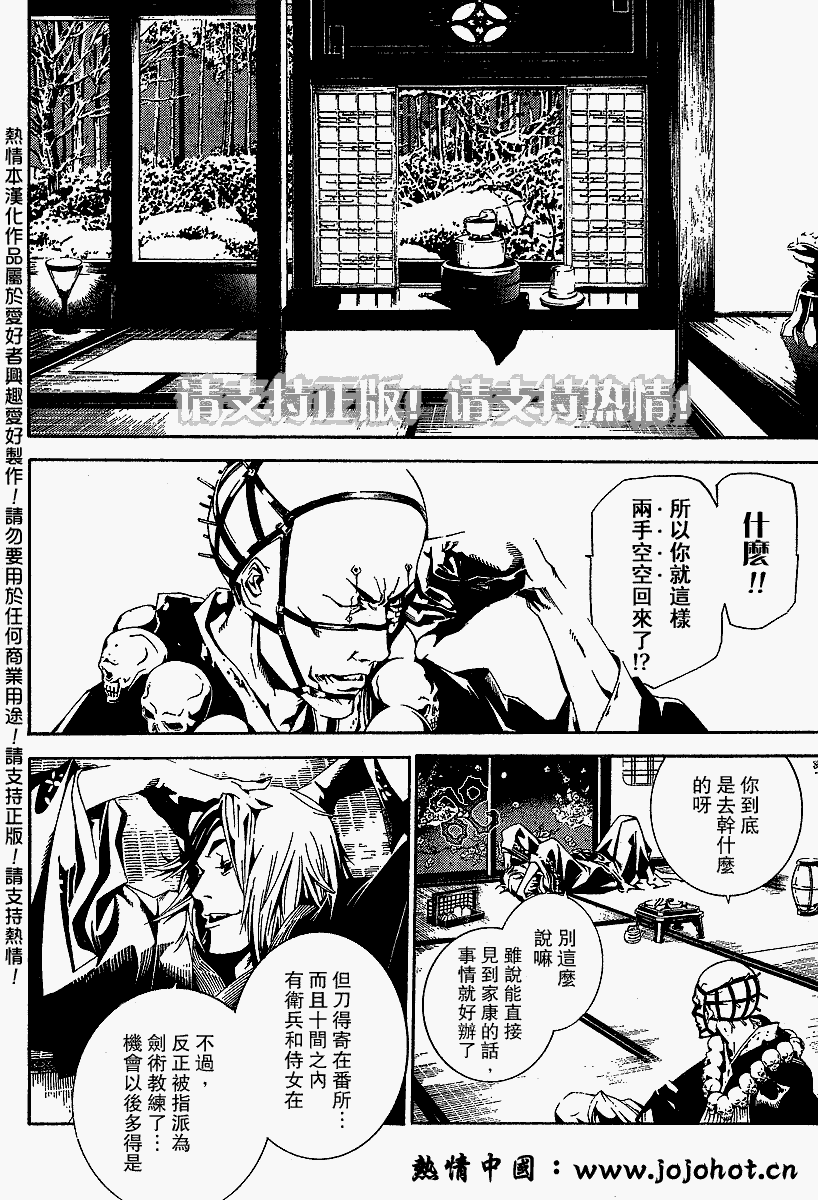 熱情本漢化作品屬於愛好者興趣愛好製作！請勿要用於任何商業用途！請支持正版！請支持熱情！
请支持正版！请支持热情！
什麼!!
所以你就這樣
兩手空空回來了!?
你到底
是去幹什麼
的呀
別這麼
說嘛
雖說能直接
見到家康的話，
事情就好辦了
但刀得寄在番所…
而且十間之內
有衛兵和侍女在
不過，
反正被指派為
劍術教練了…
機會以後多得是
熱情中國：www.jojohot.cn